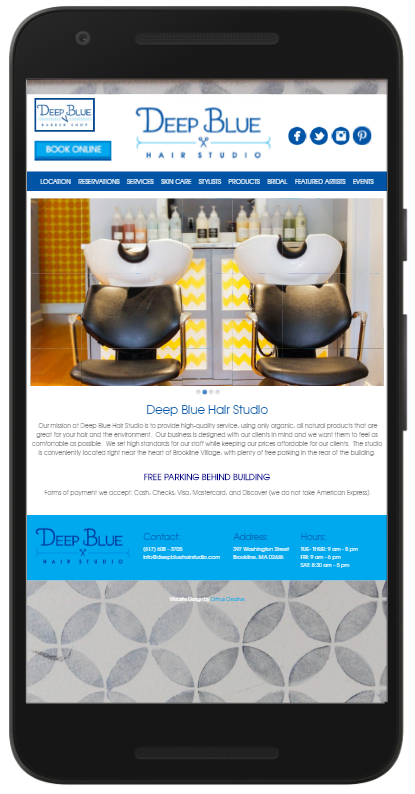 DEEP BLUE
BARBER SHOP
BOOK ONLINE
DEEP BLUE
HAIR STUDIO
LOCATION RESERVATIONS SERVICES SKIN CARE STYLISTS PRODUCTS BRIDAL FEATURED ARTISTS EVENTS
Deep Blue Hair Studio
Our mission at Deep Blue Hair Studio is to provide high-quality service, using only organic, all natural products that are
great for your hair and the environment. Our business is designed with our clients in mind and we want them to feel as
comfortable as possible. We set high standards for our staff while keeping our prices affordable for our clients. The studio
is conveniently located right near the heart of Brookline Village, with plenty of free parking in the rear of the building.
FREE PARKING BEHIND BUILDING
Forms of payment we accept: Cash, Checks, Visa, Mastercard, and Discover (we do not take American Express)
DEEP BLUE
HAIR STUDIO
Contact:
(617) 608 - 3705
info@deepbluehairstudio.com
Address:
397 Washington Street
Brookline, MA 02445
Hours:
TUE- THUR: 9 am - 8 pm
FRI: 9 am - 6 pm
SAT: 8:30 am - 5 pm
Website Design by Orthus Creative